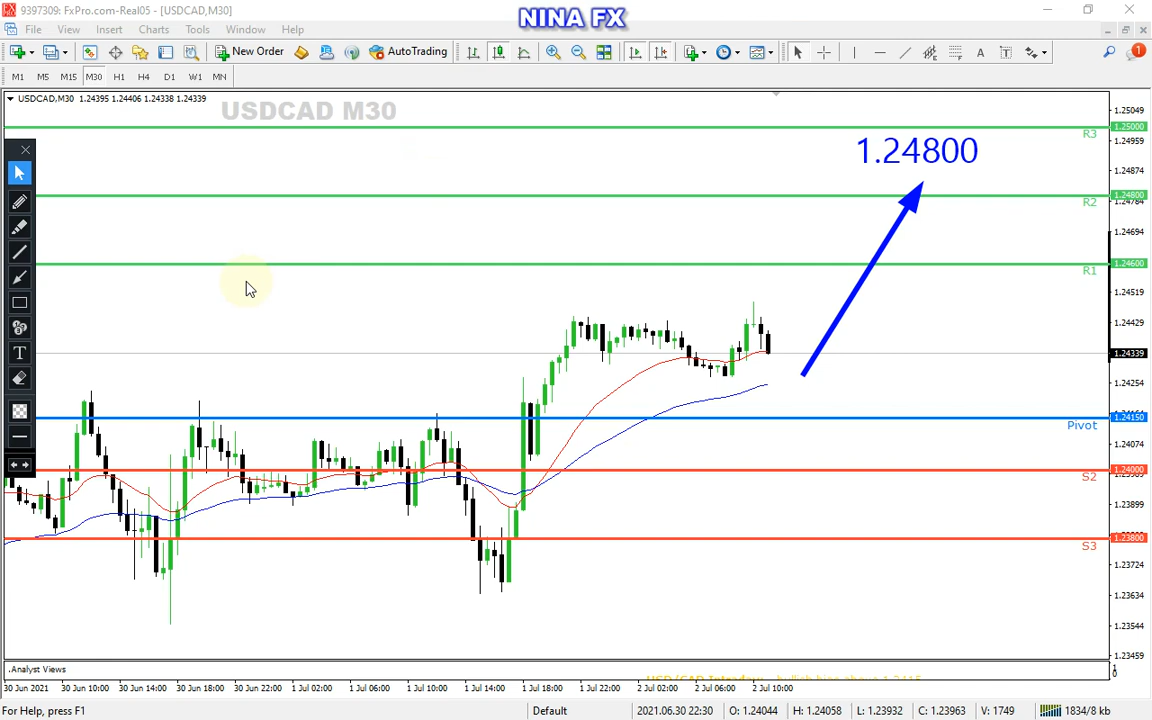 9397309: FxPro.com-Real05 - [USDCAD,M30]
NINA FX
File View Insert Charts Tools Window Help
New Order AutoTrading
1
M1 M5 M15 M30 H1 H4 D1 W1 MN
USDCAD,M30 1.24395 1.24406 1.24338 1.24339
USDCAD M30
1.25049
1.25000
R3
1.24959
1.24800
1.24874
1.24800
R2
1.24784
1.24694
1.24600
R1
1.24519
1.24429
1.24339
1.24254
1.24150
Pivot
1.24074
1.24000
S2
1.23899
1.23800
S3
1.23724
1.23634
1.23544
1.23459
.Analyst Views
1
0
30 Jun 2021 30 Jun 10:00 30 Jun 14:00 30 Jun 18:00 30 Jun 22:00 1 Jul 02:00 1 Jul 06:00 1 Jul 10:00 1 Jul 14:00 1 Jul 18:00 1 Jul 22:00 2 Jul 02:00 2 Jul 06:00 2 Jul 10:00
For Help, press F1 Default 2021.06.30 22:30 O: 1.24044 H: 1.24058 L: 1.23932 C: 1.23963 V: 1749 1834/8 kb